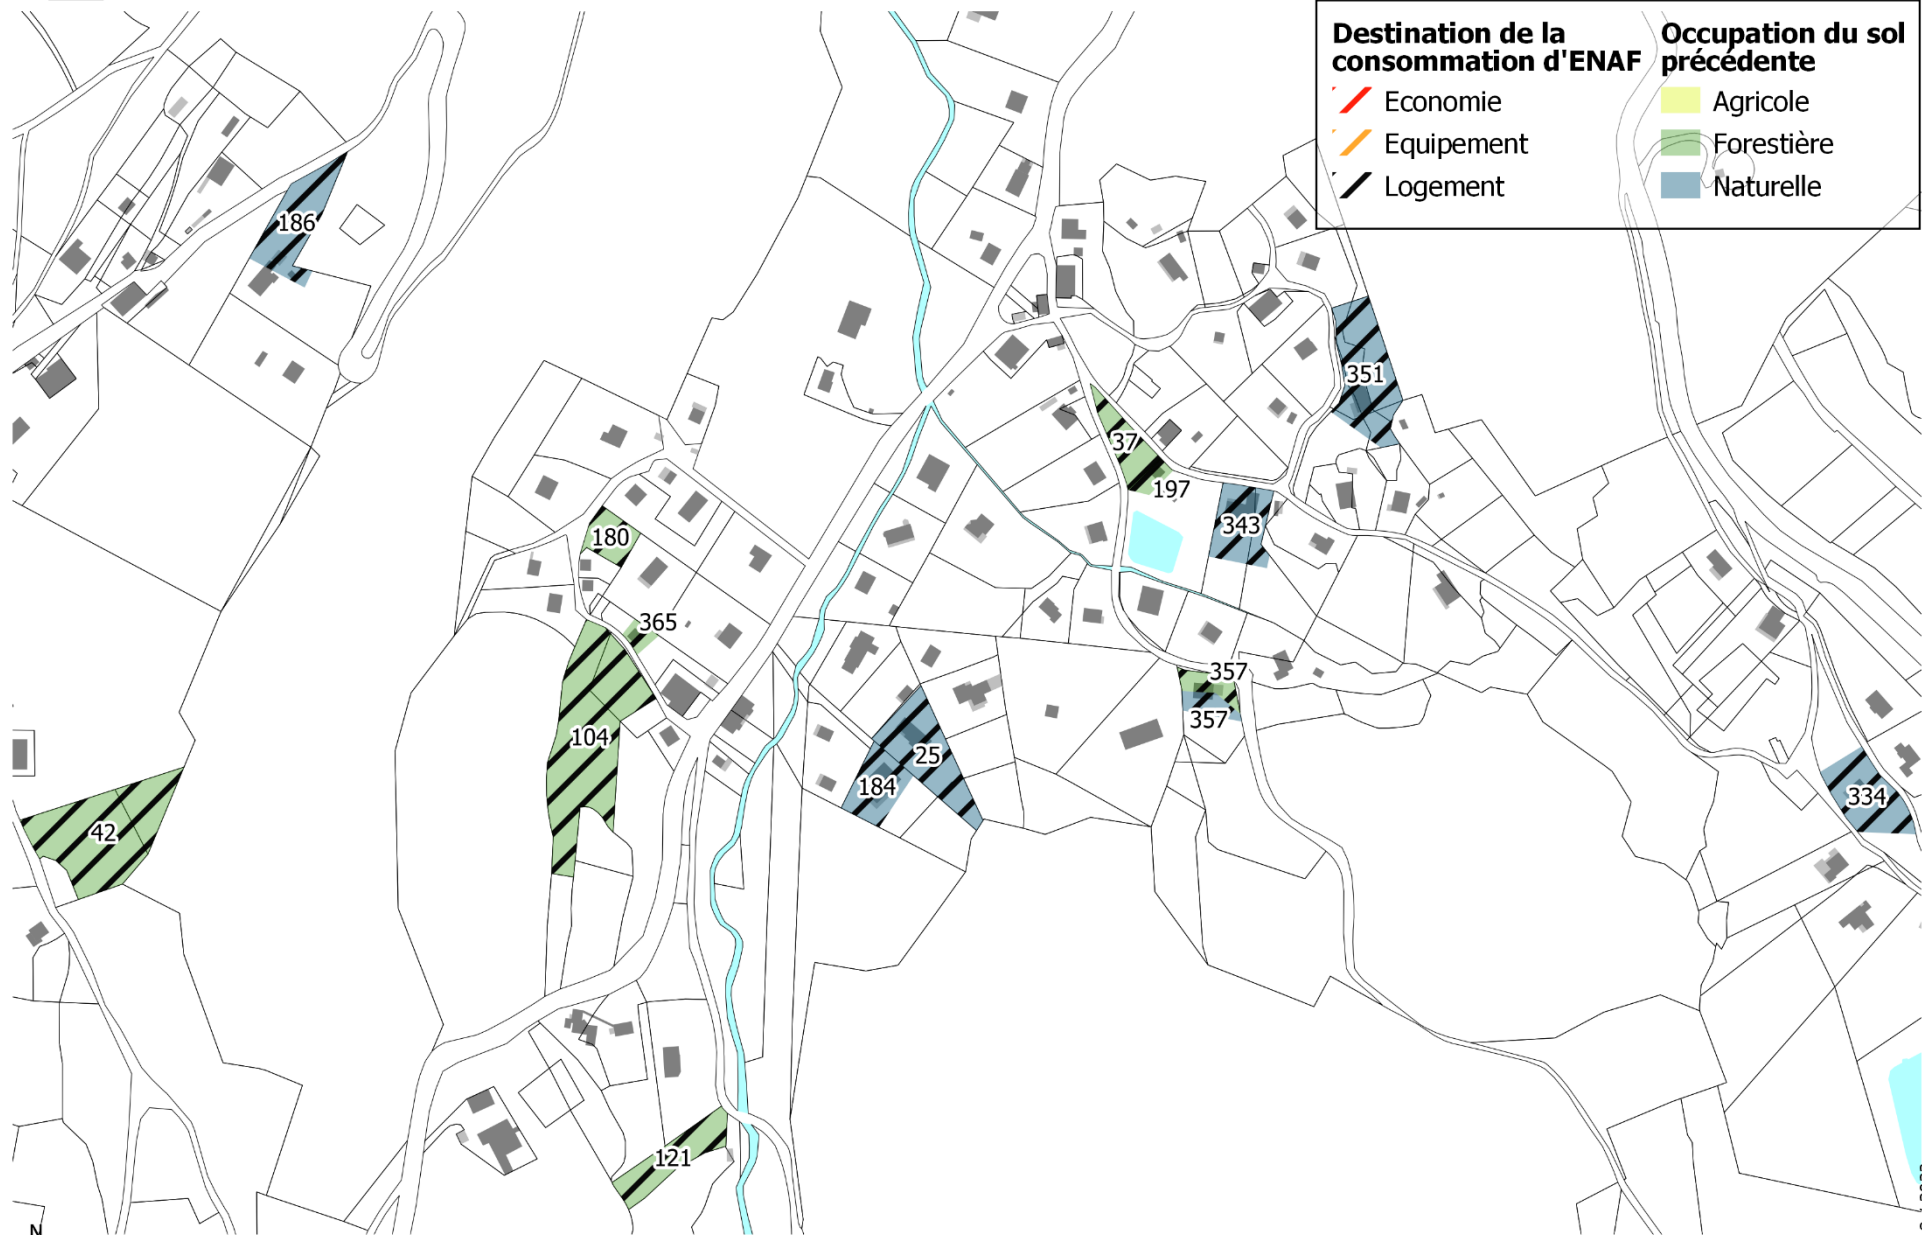 Destination de la
consommation d'ENAF
Economie
Equipement
Logement
Occupation du sol
précédente
Agricole
Forestière
Naturelle
186
351
37
197
343
180
365
357
357
104
25
184
334
42
121
N